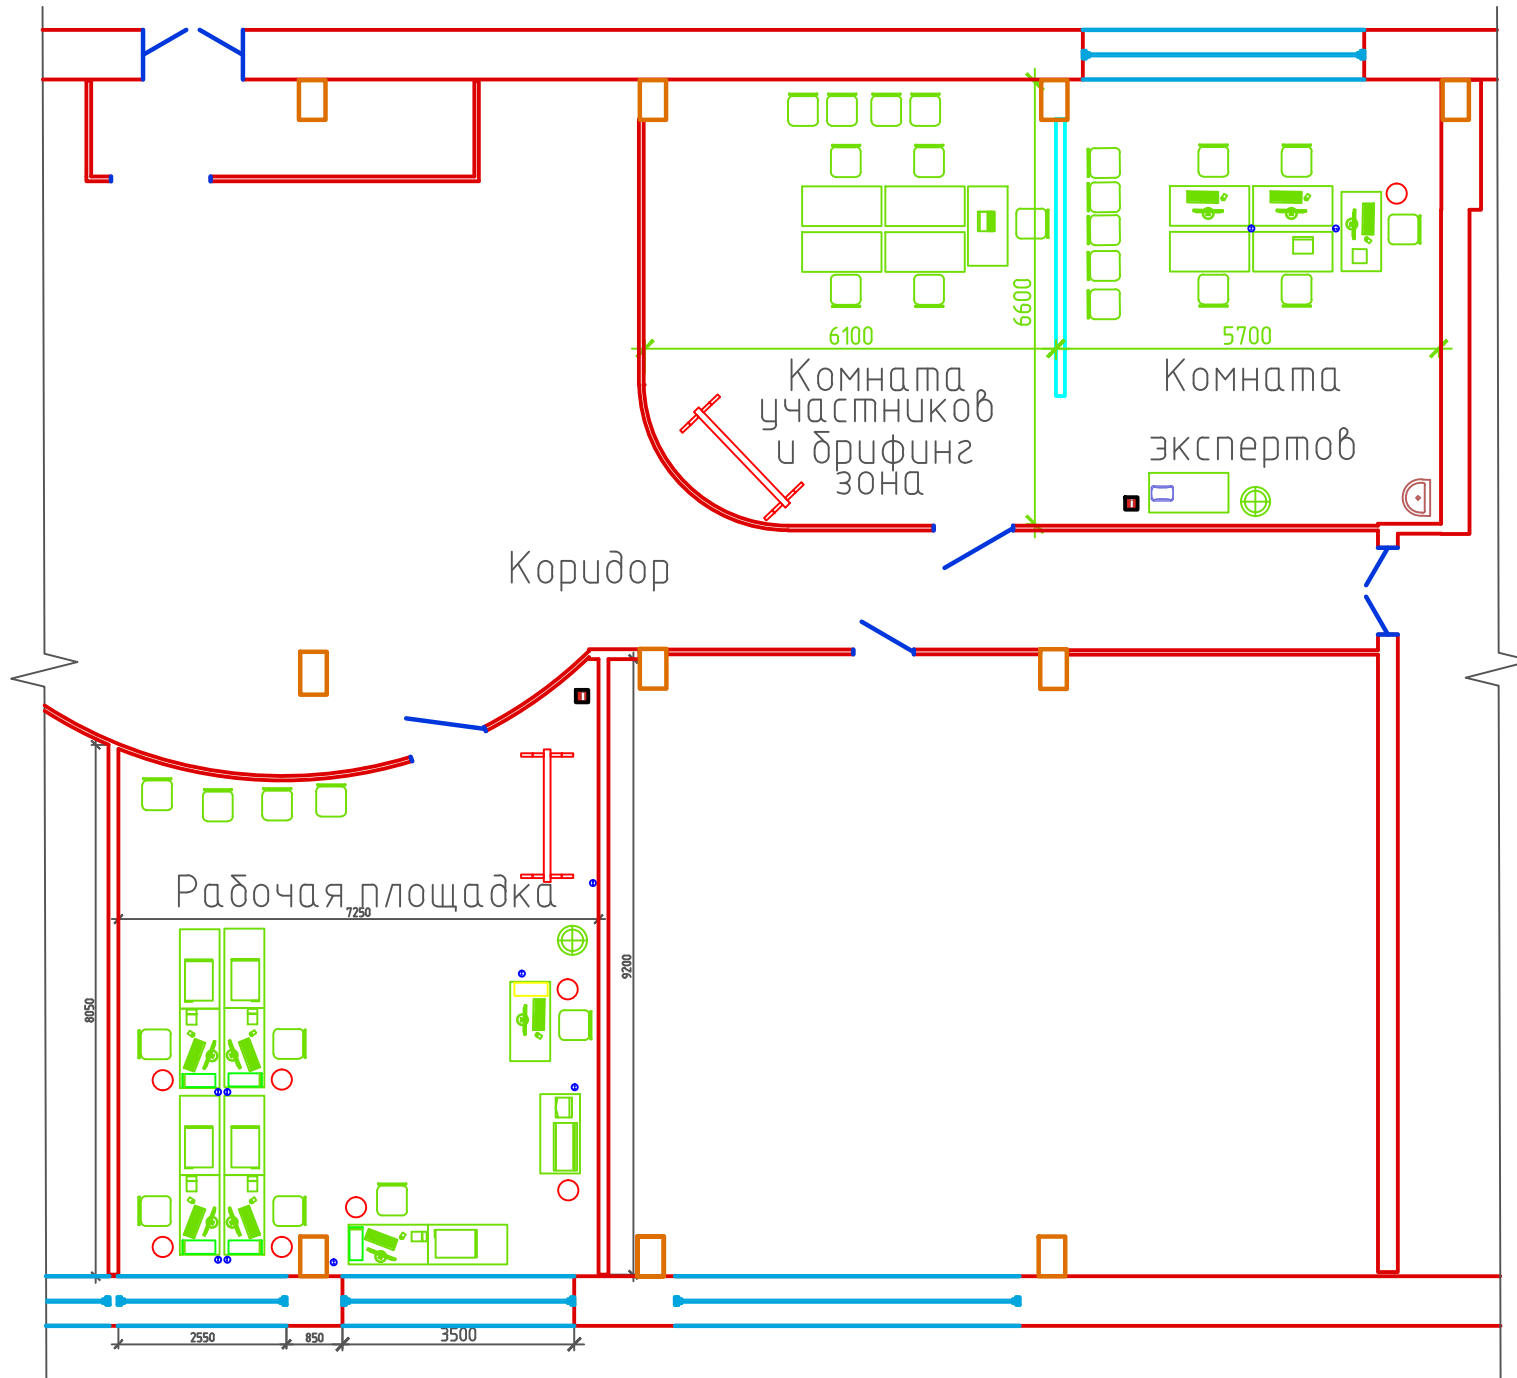 6600
6100
5700
Комната
участников
и брифинг
зона
Комната
экспертов
Коридор
Рабочая площадка
7250
9200
8050
2550
850
3500